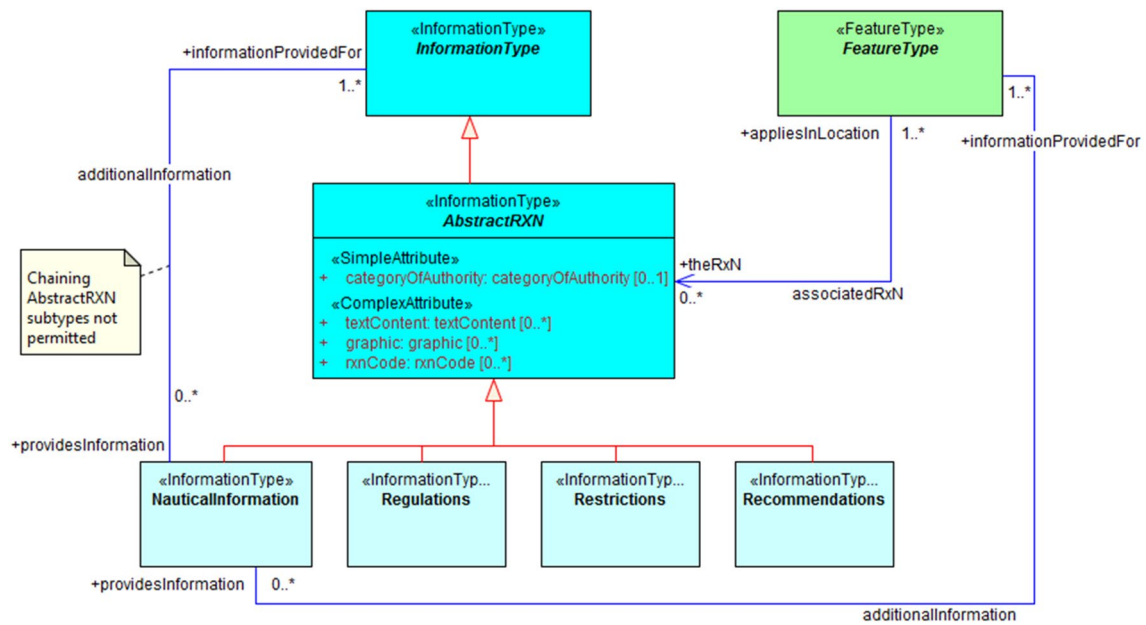 «InformationType»
InformationType
«FeatureType»
FeatureType
+informationProvidedFor
1..*
1..*
+appliesInLocation
1..*
+informationProvidedFor
additionalInformation
«InformationType»
AbstractRXN
«SimpleAttribute»
+ categoryOfAuthority: categoryOfAuthority [0..1]
«ComplexAttribute»
+ textContent: textContent [0..*]
+ graphic: graphic [0..*]
+ rxnCode: rxnCode [0..*]
+theRxN
0..*
associatedRxN
Chaining
AbstractRXN
subtypes not
permitted
0..*
+providesInformation
«InformationType»
NauticalInformation
«InformationTyp...
Regulations
«InformationTyp...
Restrictions
«InformationTyp...
Recommendations
+providesInformation
0..*
additionalInformation